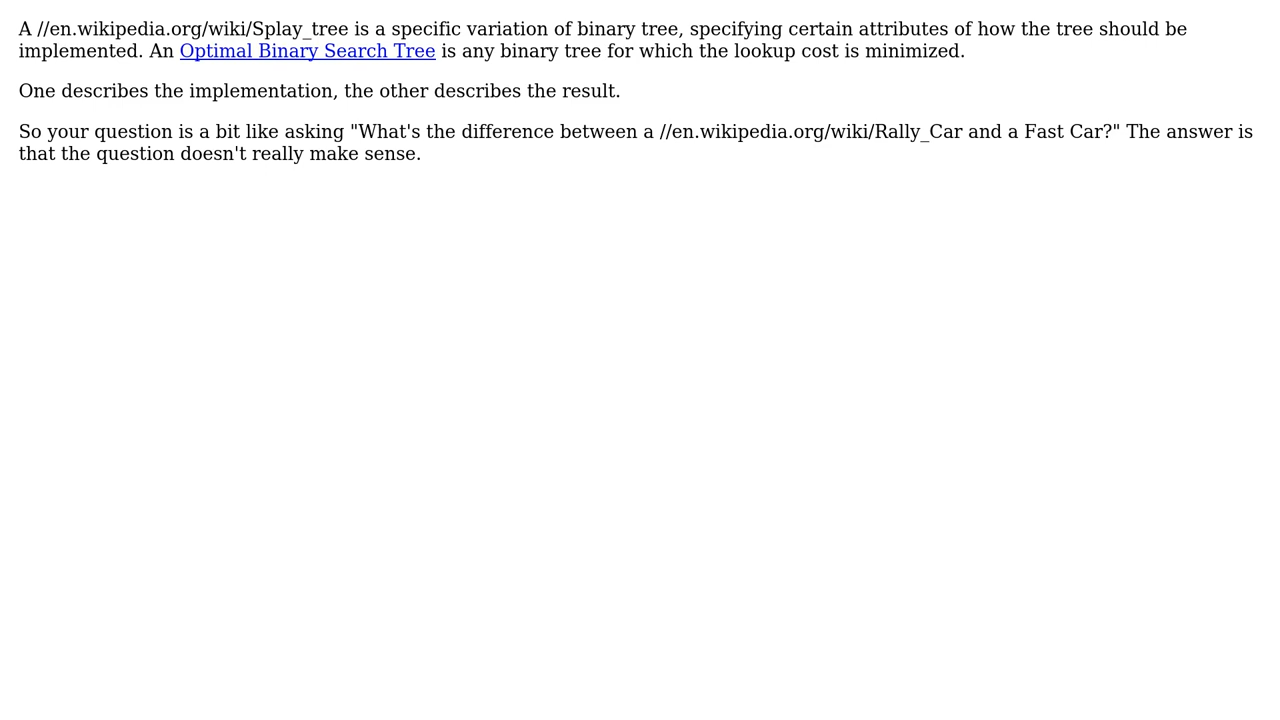 A //en.wikipedia.org/wiki/Splay_tree is a specific variation of binary tree, specifying certain attributes of how the tree should be
implemented. An Optimal Binary Search Tree is any binary tree for which the lookup cost is minimized.
One describes the implementation, the other describes the result.
So your question is a bit like asking "What's the difference between a //en.wikipedia.org/wiki/Rally_Car and a Fast Car?" The answer is
that the question doesn't really make sense.